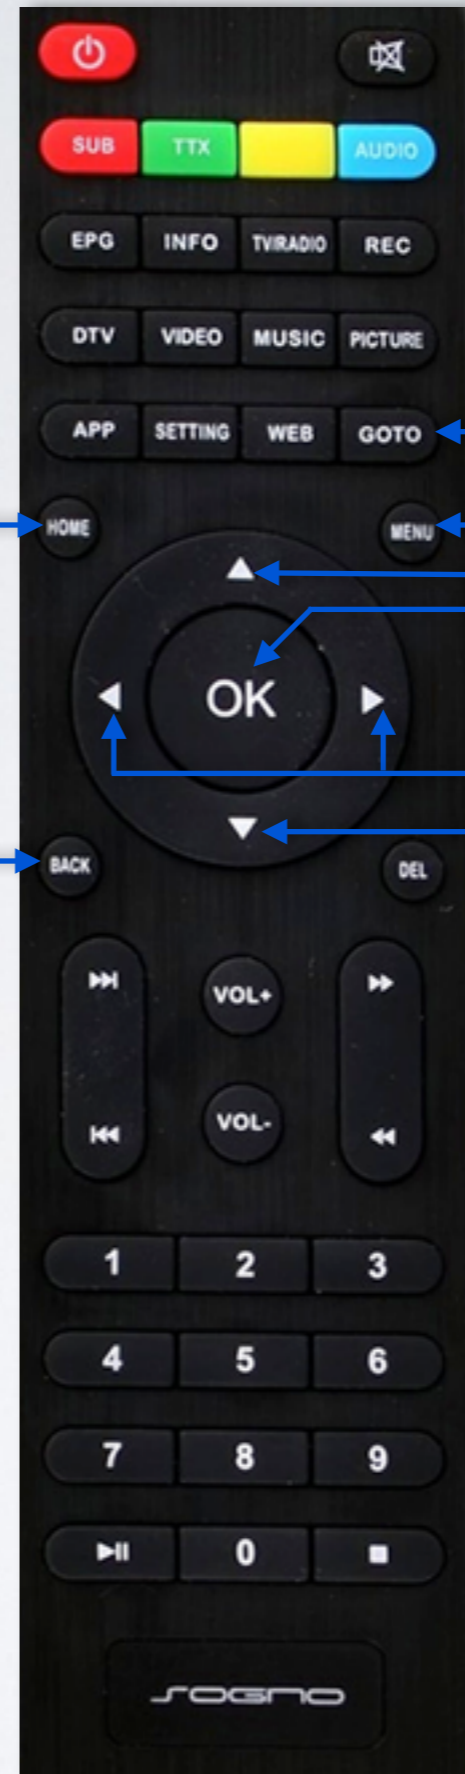 SUB TTX AUDIO
EPG INFO TV/RADIO REC
DTV VIDEO MUSIC PICTURE
APP SETTING WEB GOTO
HOME MENU
OK
BACK DEL
VOL+
VOL-
1 2 3
4 5 6
7 8 9
0
SOGNO